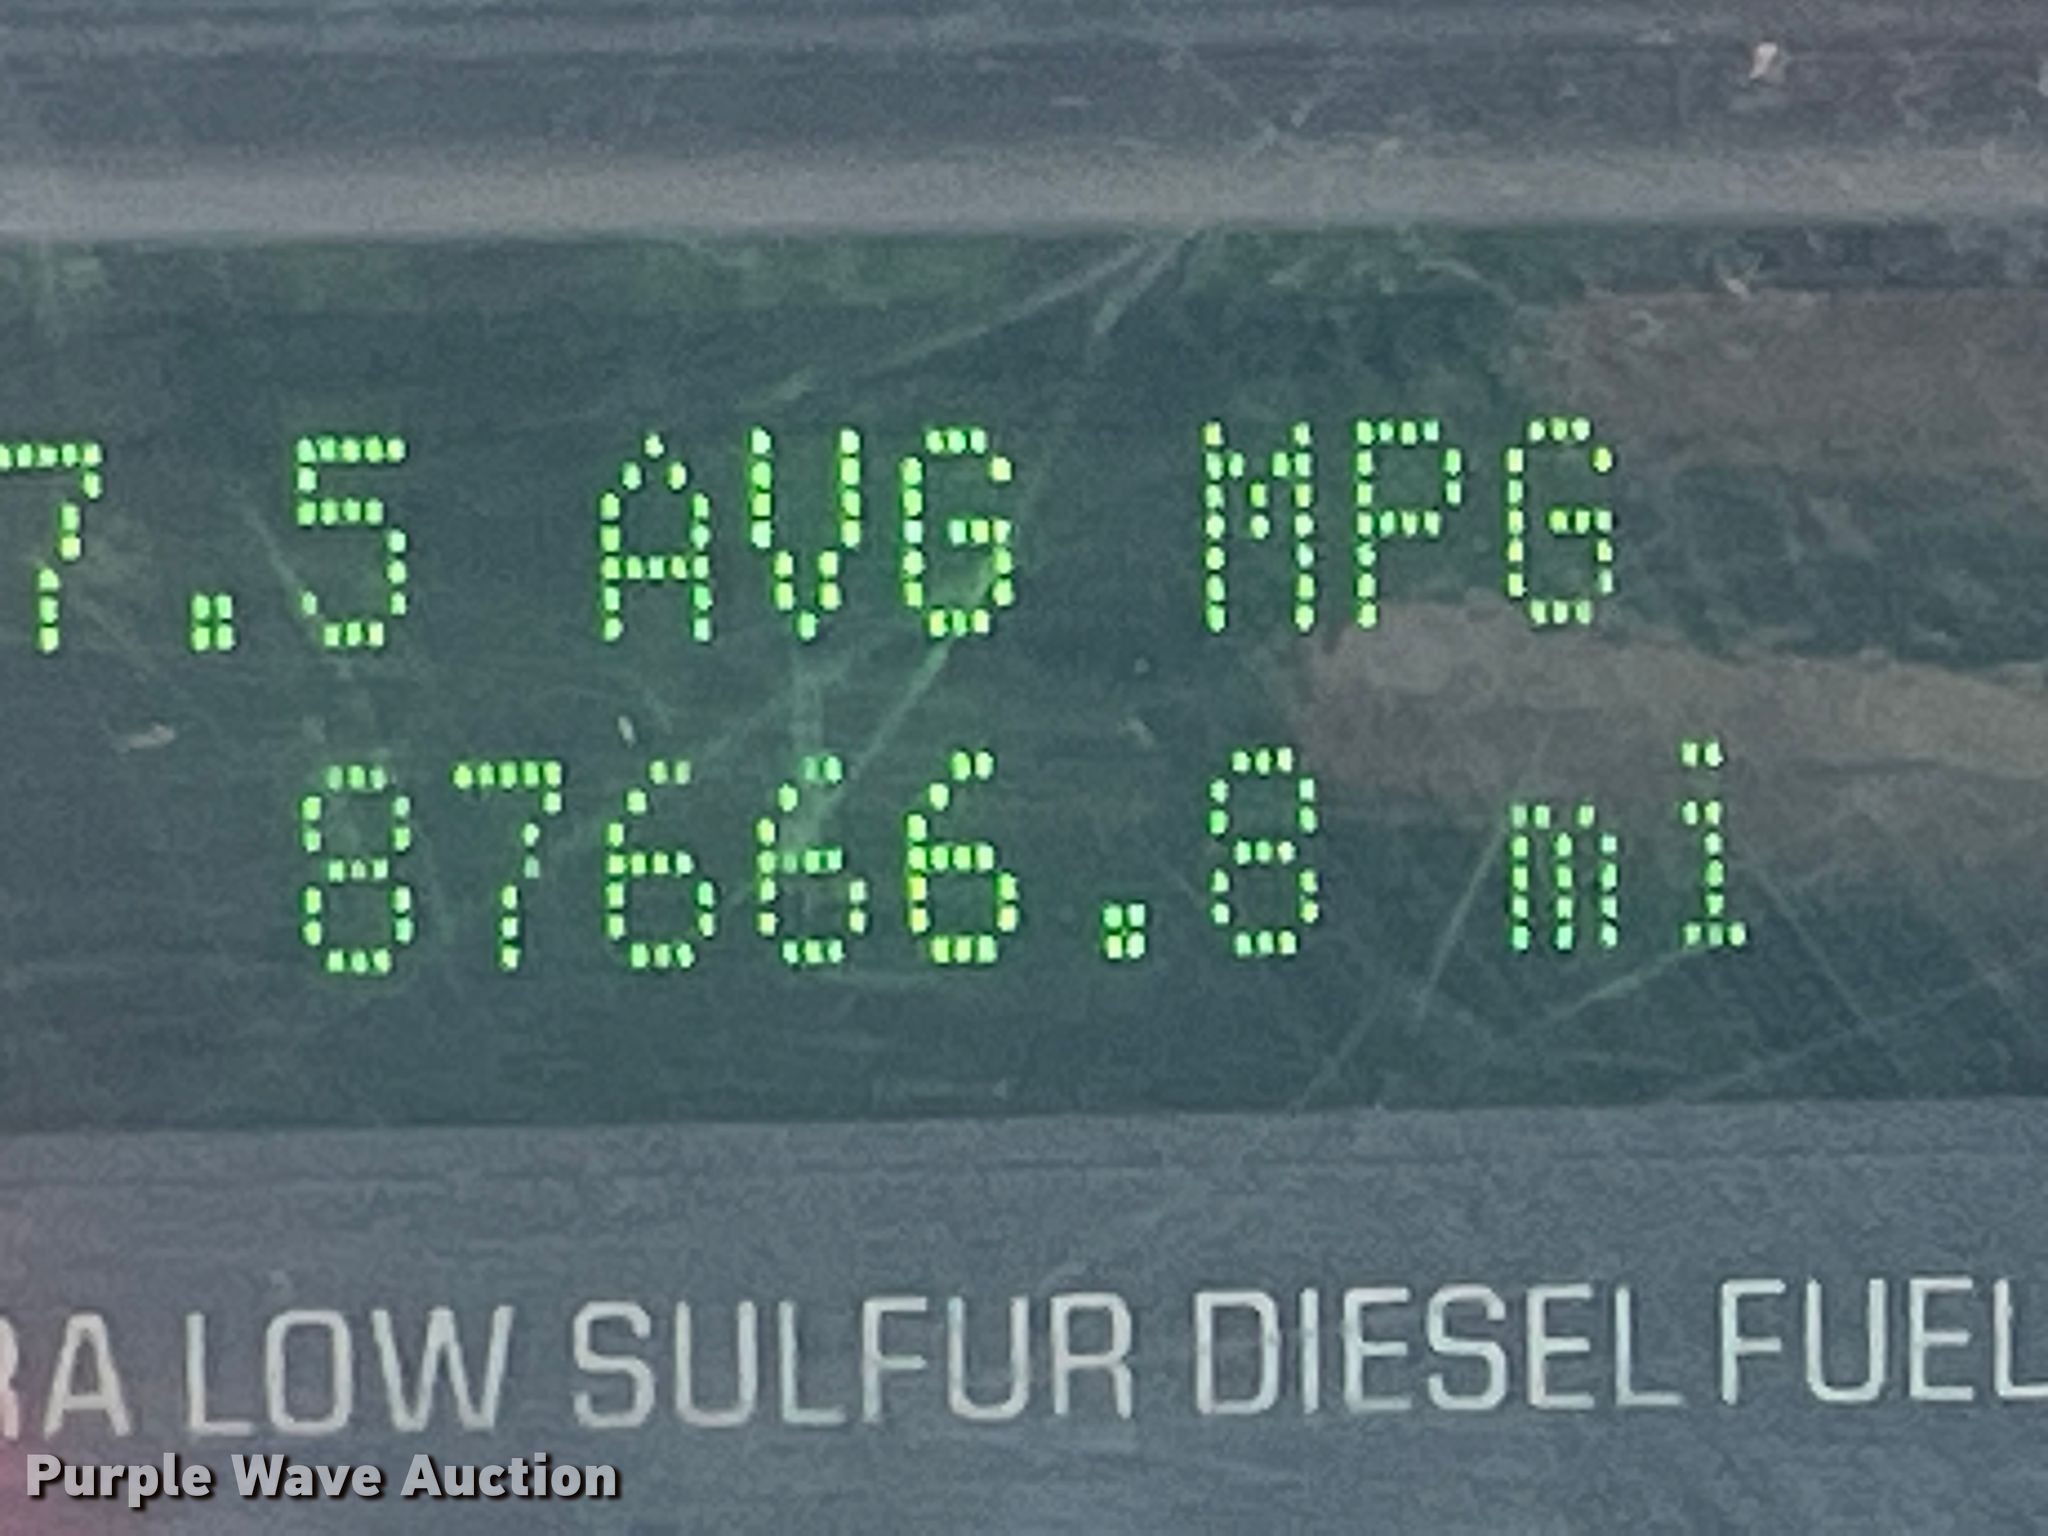 7.5 AVG MPG
87666.8 mi
RA LOW SULFUR DIESEL FUEL
Purple Wave Auction